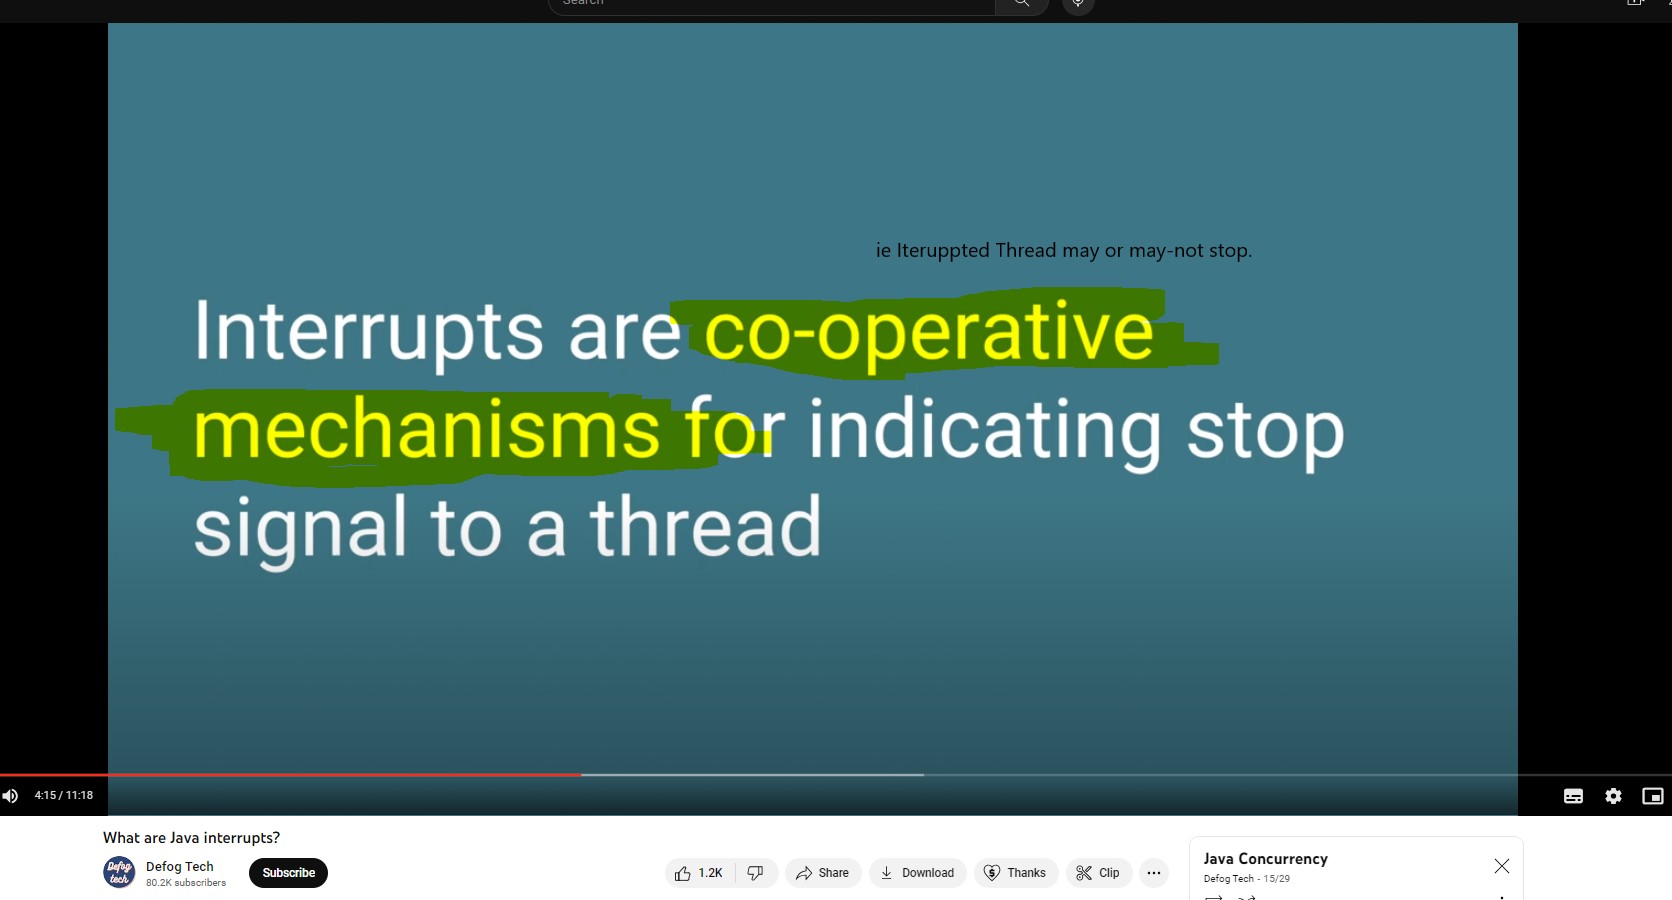 Search
ie Iteruppted Thread may or may-not stop.
Interrupts are co-operative
mechanisms for indicating stop
signal to a thread
4:15 / 11:18
What are Java interrupts?
Defog Tech
80.2K subscribers
Subscribe
1.2K
Share
Download
Thanks
Clip
Java Concurrency
Defog Tech - 15/29
Defog
tech